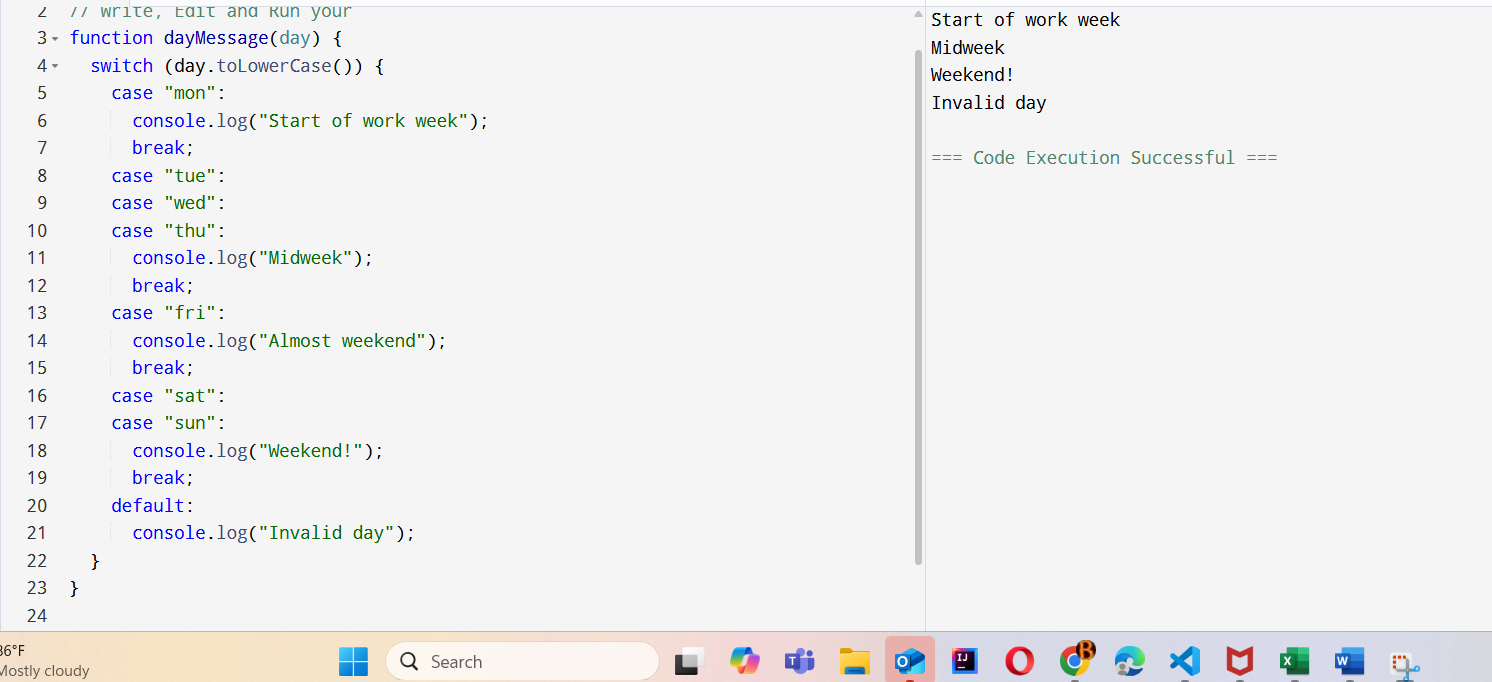 2 // Write, Edit and Run your
3 function dayMessage(day) {
4 switch (day.toLowerCase()) {
5 case "mon":
6 console.log("Start of work week");
7 break;
8 case "tue":
9 case "wed":
10 case "thu":
11 console.log("Midweek");
12 break;
13 case "fri":
14 console.log("Almost weekend");
15 break;
16 case "sat":
17 case "sun":
18 console.log("Weekend!");
19 break;
20 default:
21 console.log("Invalid day");
22 }
23 }
24
Start of work week
Midweek
Weekend!
Invalid day
=== Code Execution Successful ===
36°F
Mostly cloudy
Search